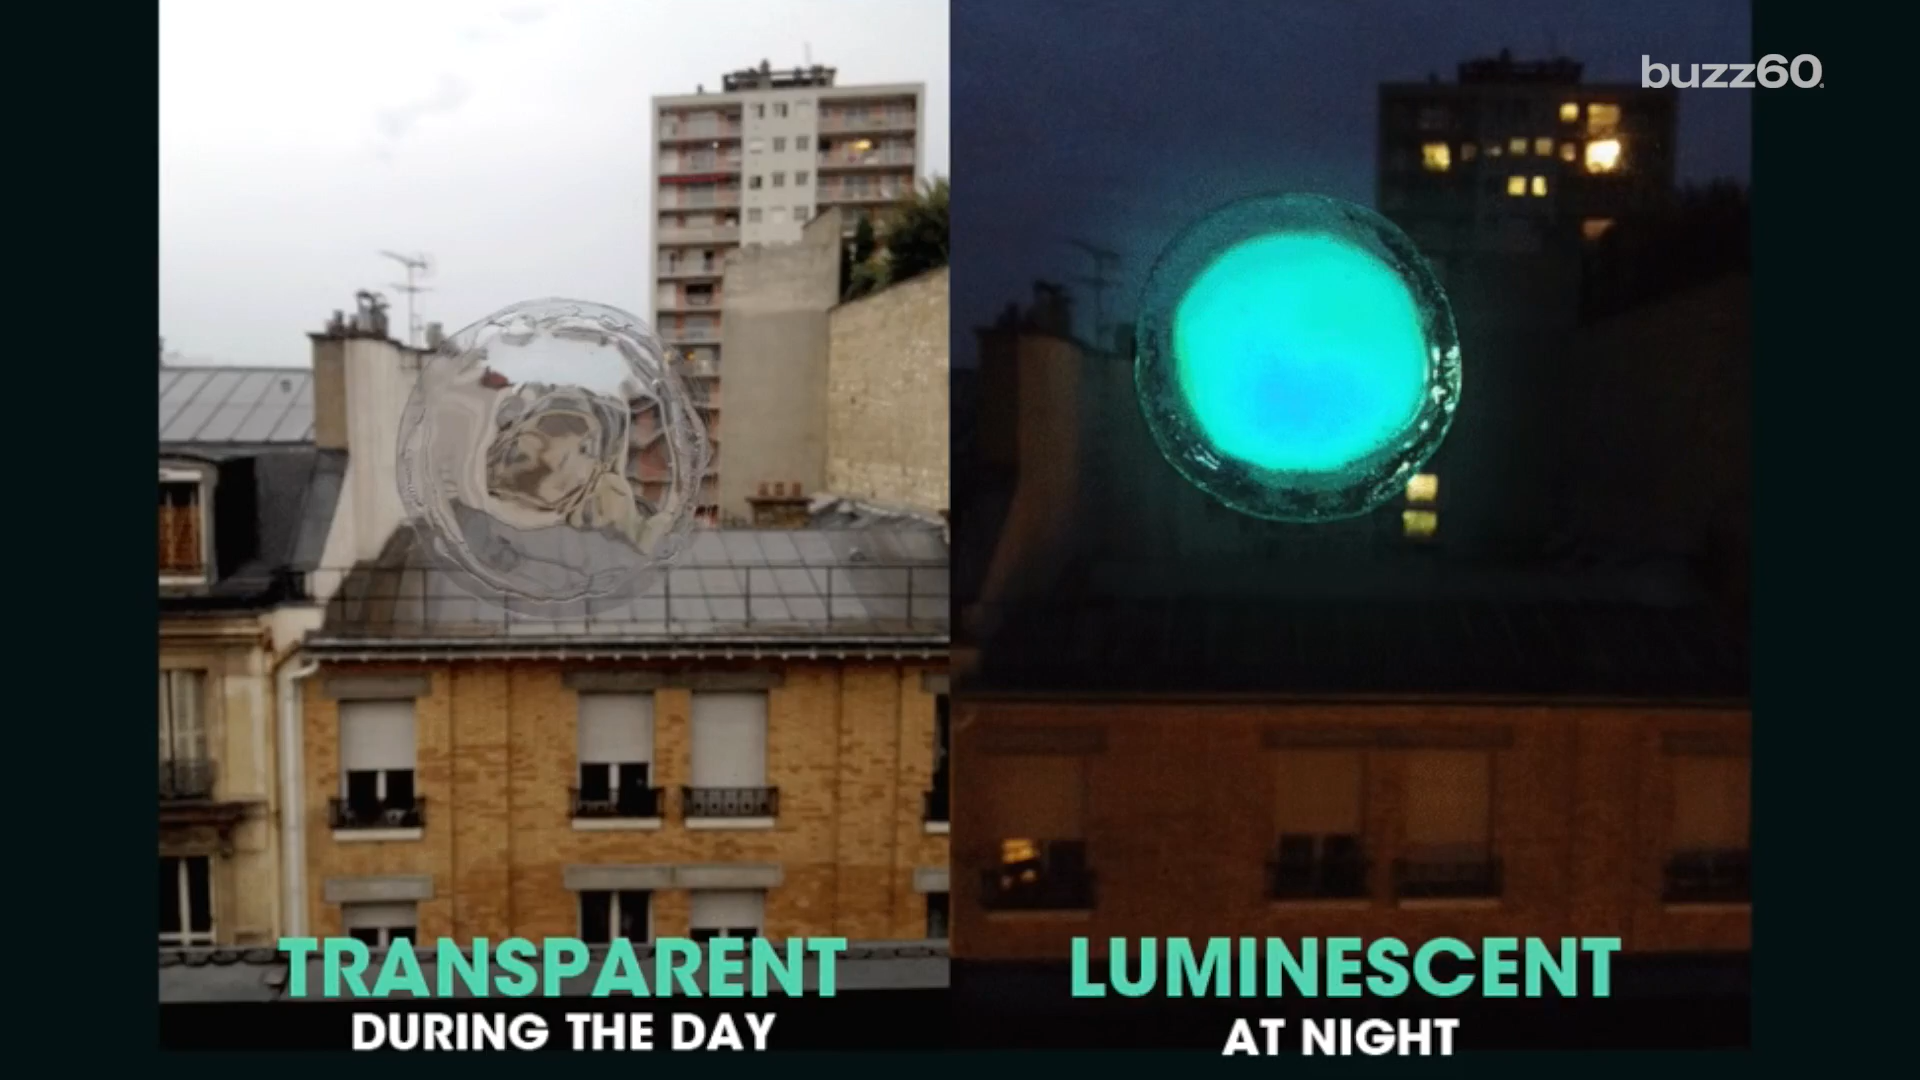 buzz60
TRANSPARENT
DURING THE DAY
LUMINESCENT
AT NIGHT